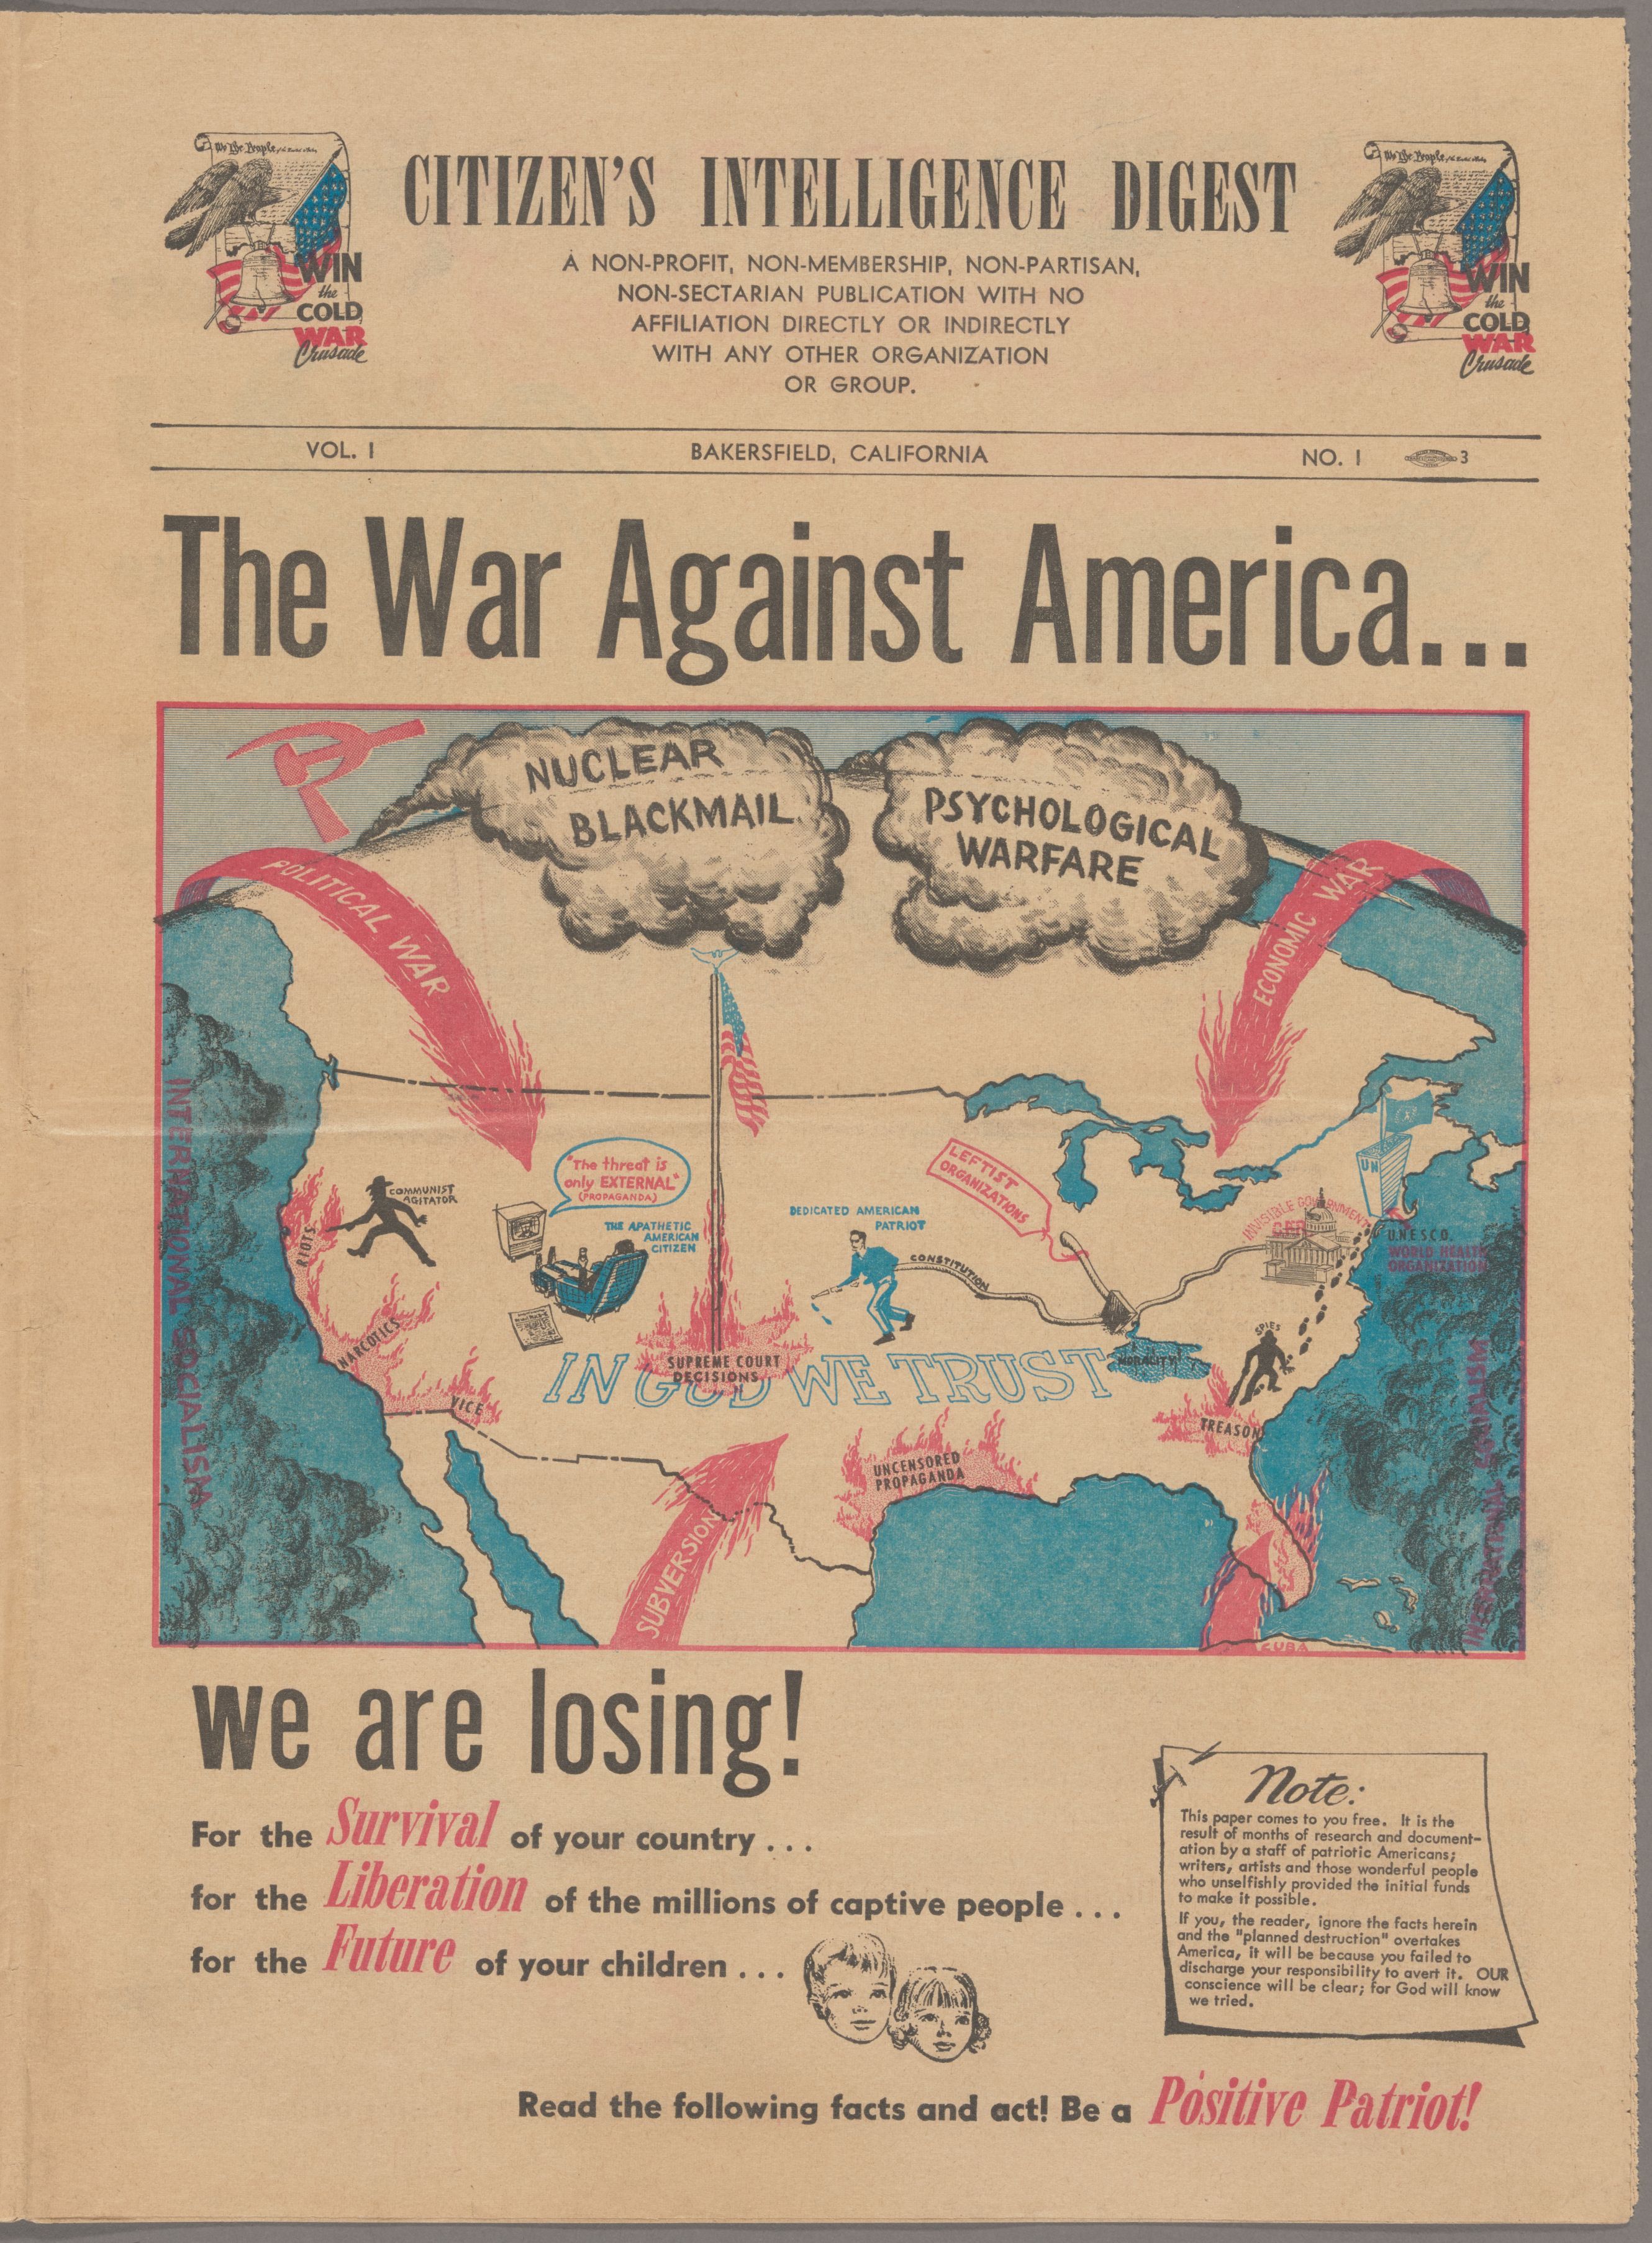 We The People
WIN
the
COLD
WAR
Crusade
CITIZEN'S INTELLIGENCE DIGEST
A NON-PROFIT, NON-MEMBERSHIP, NON-PARTISAN,
NON-SECTARIAN PUBLICATION WITH NO
AFFILIATION DIRECTLY OR INDIRECTLY
WITH ANY OTHER ORGANIZATION
OR GROUP.
We The People
WIN
the
COLD
WAR
Crusade
VOL. I BAKERSFIELD, CALIFORNIA NO. I 3
The War Against America...
NUCLEAR
BLACKMAIL
PSYCHOLOGICAL
WARFARE
POLITICAL WAR
ECONOMIC WAR
INTERNATIONAL SOCIALISM
COMMUNIST
AGITATOR
RIOTS
NARCOTICS
VICE
"The threat is
only EXTERNAL"
(PROPAGANDA)
THE APATHETIC
AMERICAN
CITIZEN
DEDICATED AMERICAN
PATRIOT
CONSTITUTION
LEFTIST
ORGANIZATIONS
INVISIBLE GOVERNMENT
UN
U.N.E.S.C.O.
WORLD HEALTH
ORGANIZATION
SPIES
SUPREME COURT
DECISIONS
IN GOD WE TRUST
TREASON
UNCENSORED
PROPAGANDA
SUBVERSION
CUBA
INTERNATIONAL SOCIALISM
we are losing!
For the Survival of your country . . .
for the Liberation of the millions of captive people . . .
for the Future of your children . . .
Note:
This paper comes to you free. It is the
result of months of research and document-
ation by a staff of patriotic Americans;
writers, artists and those wonderful people
who unselfishly provided the initial funds
to make it possible.
If you, the reader, ignore the facts herein
and the "planned destruction" overtakes
America, it will be because you failed to
discharge your responsibility to avert it. OUR
conscience will be clear; for God will know
we tried.
Read the following facts and act! Be a Positive Patriot!